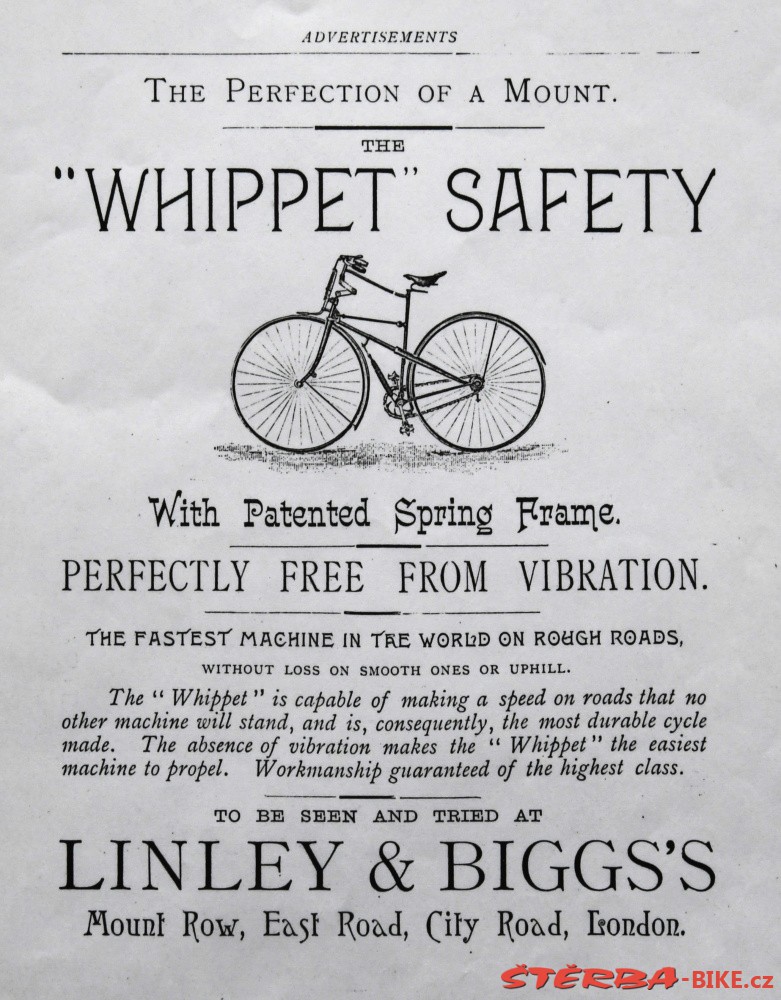 ADVERTISEMENTS
THE PERFECTION OF A MOUNT.
THE
"WHIPPET" SAFETY
With Patented Spring Frame.
PERFECTLY FREE FROM VIBRATION.
THE FASTEST MACHINE IN THE WORLD ON ROUGH ROADS,
WITHOUT LOSS ON SMOOTH ONES OR UPHILL.
The "Whippet" is capable of making a speed on roads that no
other machine will stand, and is, consequently, the most durable cycle
made. The absence of vibration makes the "Whippet" the easiest
machine to propel. Workmanship guaranteed of the highest class.
TO BE SEEN AND TRIED AT
LINLEY & BIGGS'S
Mount Row, East Road, City Road, London.
ŠTĚRBA-BIKE.cz